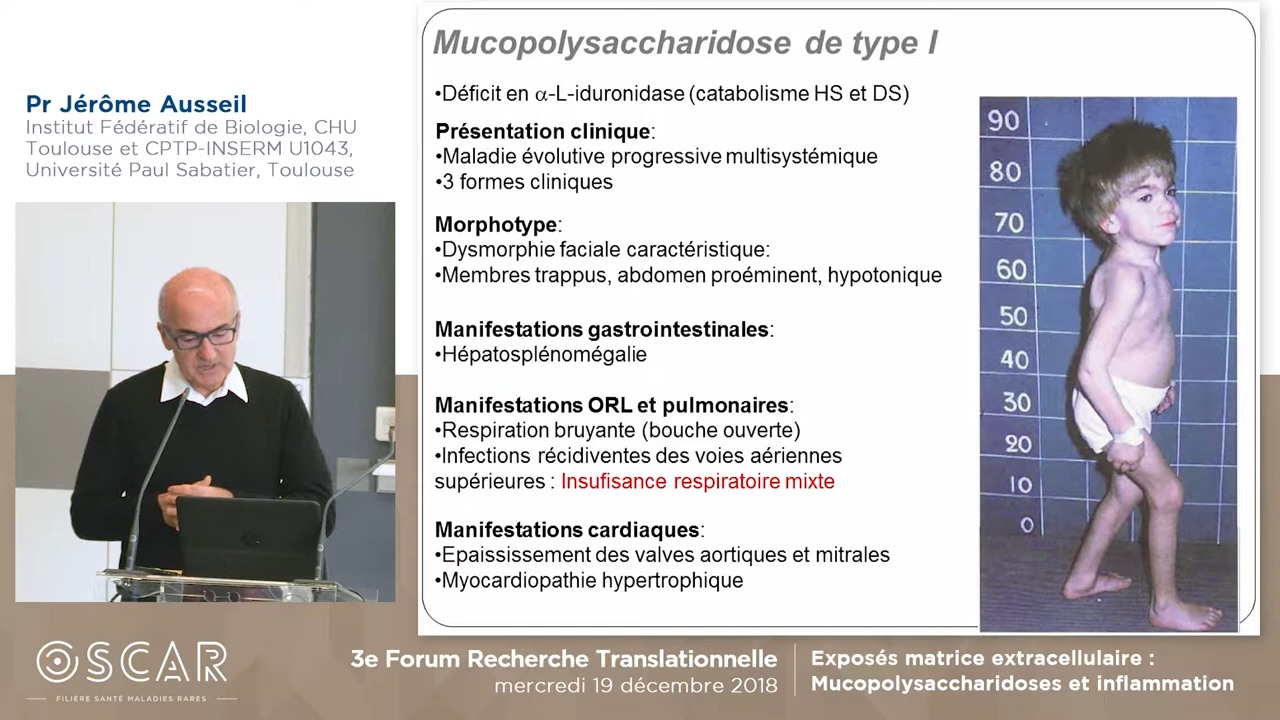 Pr Jérôme Ausseil
Institut Fédératif de Biologie, CHU
Toulouse et CPTP-INSERM U1043,
Université Paul Sabatier, Toulouse
Mucopolysaccharidose de type I
•Déficit en α-L-iduronidase (catabolisme HS et DS)
Présentation clinique:
•Maladie évolutive progressive multisystémique
•3 formes cliniques
Morphotype:
•Dysmorphie faciale caractéristique:
•Membres trappus, abdomen proéminent, hypotonique
Manifestations gastrointestinales:
•Hépatosplénomégalie
Manifestations ORL et pulmonaires:
•Respiration bruyante (bouche ouverte)
•Infections récidiventes des voies aériennes
supérieures : Insufisance respiratoire mixte
Manifestations cardiaques:
•Epaississement des valves aortiques et mitrales
•Myocardiopathie hypertrophique
90
80
70
60
50
40
30
20
10
0
OSCAR
FILIÈRE SANTÉ MALADIES RARES
3e Forum Recherche Translationnelle
mercredi 19 décembre 2018
Exposés matrice extracellulaire :
Mucopolysaccharidoses et inflammation